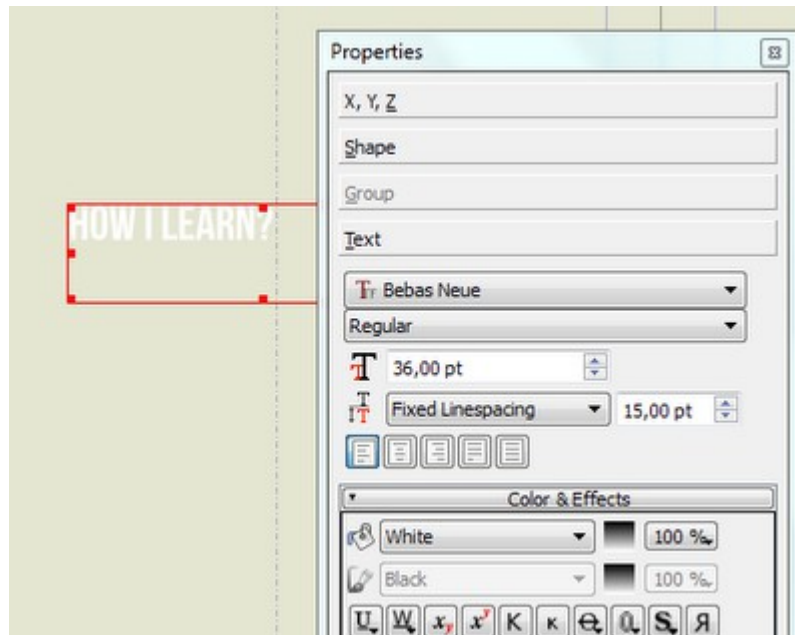 Properties
X, Y, Z
Shape
Group
HOW I LEARN?
Text
Bebas Neue
Regular
36,00 pt
Fixed Linespacing 15,00 pt
Color & Effects
White 100 %
Black 100 %